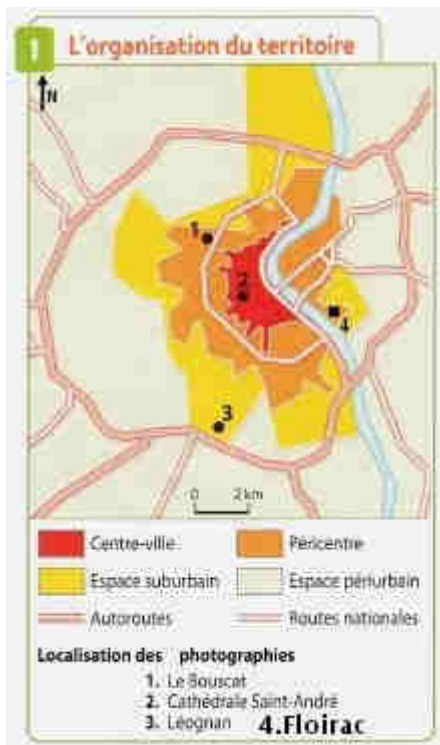 1 L'organisation du territoire
N
1
2
4
3
0 2 km
Centre-ville Péricentre
Espace suburbain Espace périurbain
Autoroutes Routes nationales
Localisation des photographies
1. Le Bouscat
2. Cathédrale Saint-André
3. Léognan 4.Floirac